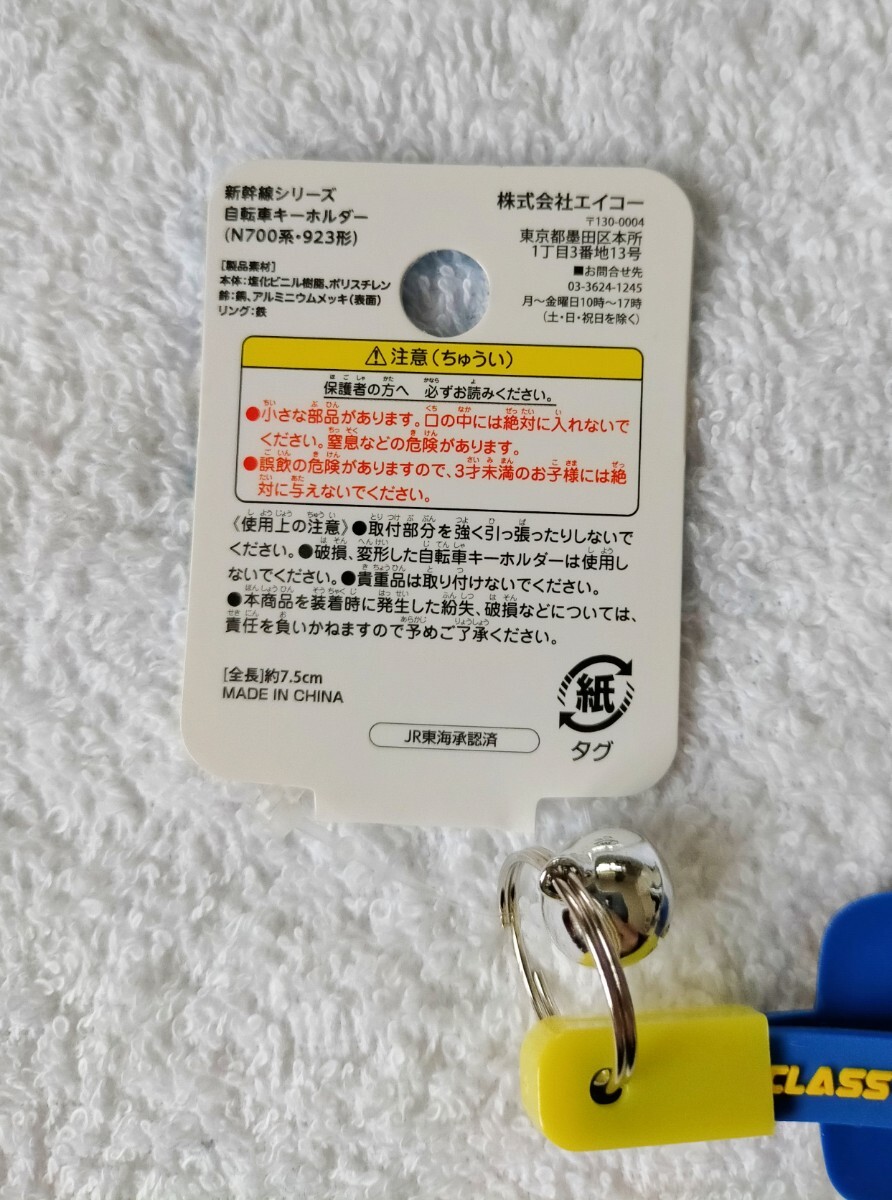 新幹線シリーズ
自転車キーホルダー
(N700系・923形)
[製品素材]
本体:塩化ビニル樹脂、ポリスチレン
鈴:銅、アルミニウムメッキ(表面)
リング:鉄
株式会社エイコー
〒130-0004
東京都墨田区本所
1丁目3番地13号
■お問合せ先
03-3624-1245
月～金曜日10時～17時
(土・日・祝日を除く)
⚠注意(ちゅうい)
保護者の方へ 必ずお読みください。
●小さな部品があります。口の中には絶対に入れないで
ください。窒息などの危険があります。
●誤飲の危険がありますので、3才未満のお子様には絶
対に与えないでください。
《使用上の注意》●取付部分を強く引っ張ったりしないで
ください。●破損、変形した自転車キーホルダーは使用し
ないでください。●貴重品は取り付けないでください。
●本商品を装着時に発生した紛失、破損などについては、
責任を負いかねますので予めご了承ください。
[全長]約7.5cm
MADE IN CHINA
JR東海承認済
紙
タグ
CLASS